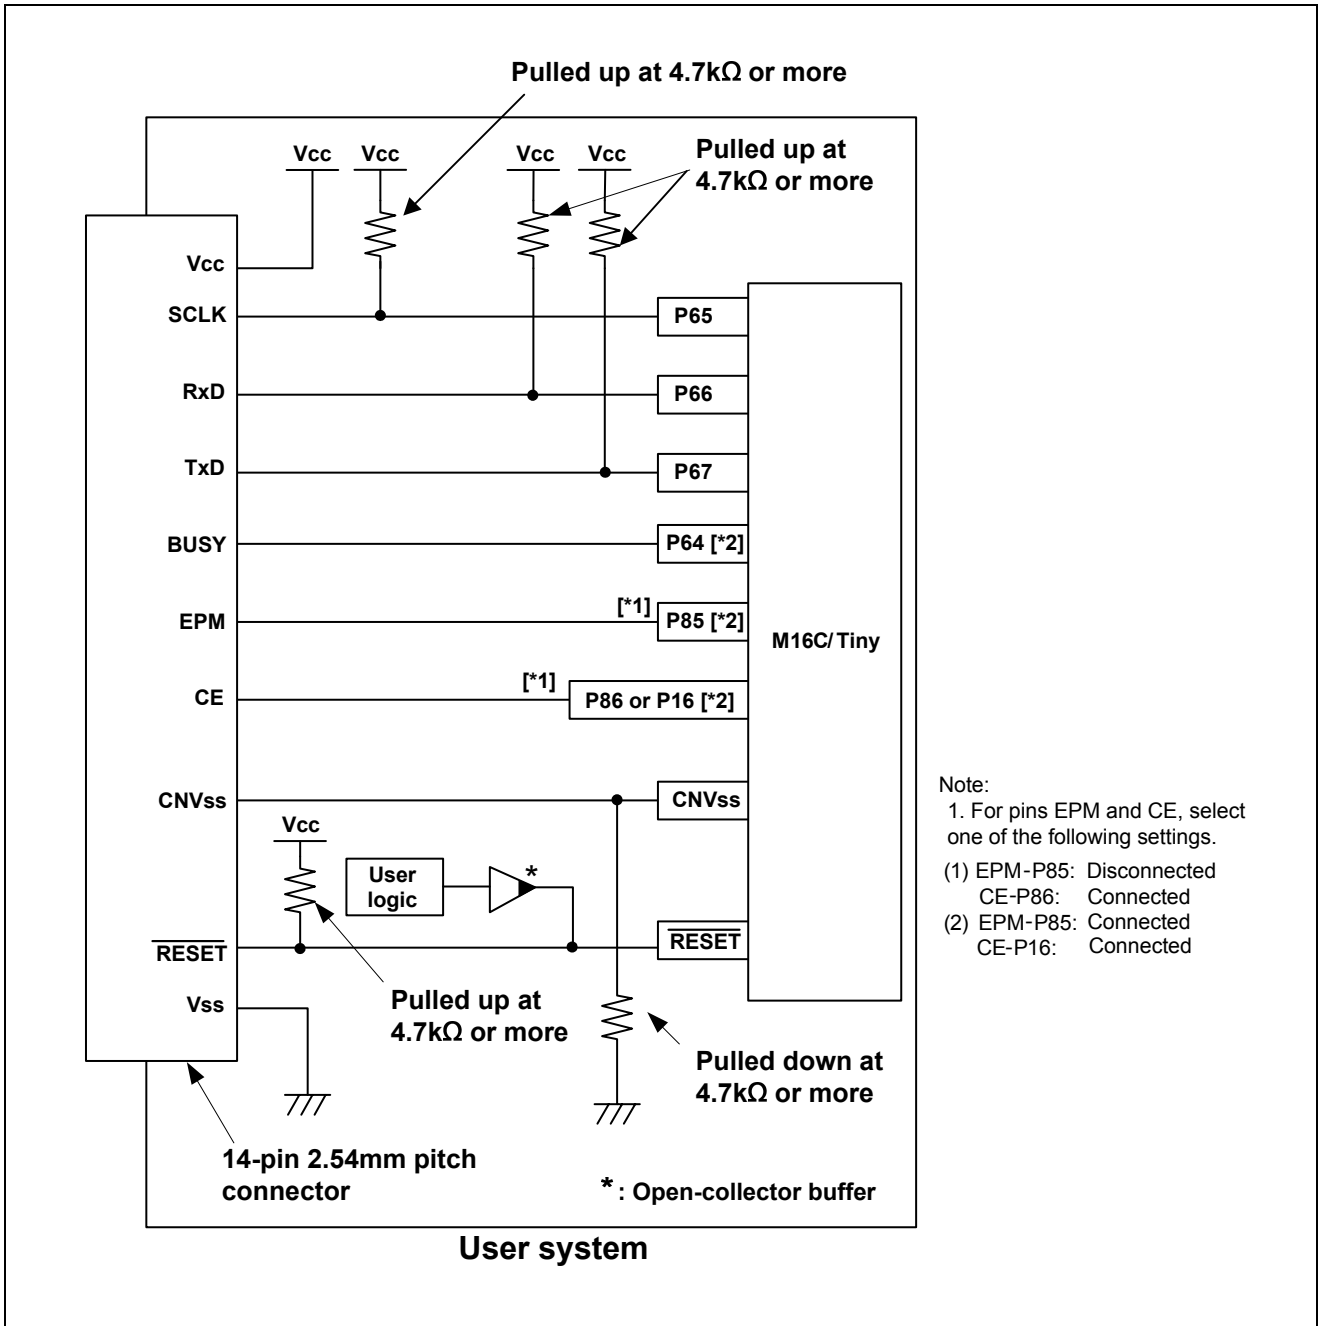 Pulled up at 4.7kΩ or more
Vcc
Vcc
Vcc
Vcc
Pulled up at
4.7kΩ or more
Vcc
SCLK
P65
RxD
P66
TxD
P67
BUSY
P64 [*2]
EPM
[*1]
P85 [*2]
M16C/ Tiny
CE
[*1]
P86 or P16 [*2]
CNVss
CNVss
Vcc
User
logic
*
RESET
RESET
Vss
Pulled up at
4.7kΩ or more
Pulled down at
4.7kΩ or more
14-pin 2.54mm pitch
connector
* : Open-collector buffer
User system
Note:
1. For pins EPM and CE, select
one of the following settings.
(1) EPM-P85: Disconnected
CE-P86: Connected
(2) EPM-P85: Connected
CE-P16: Connected